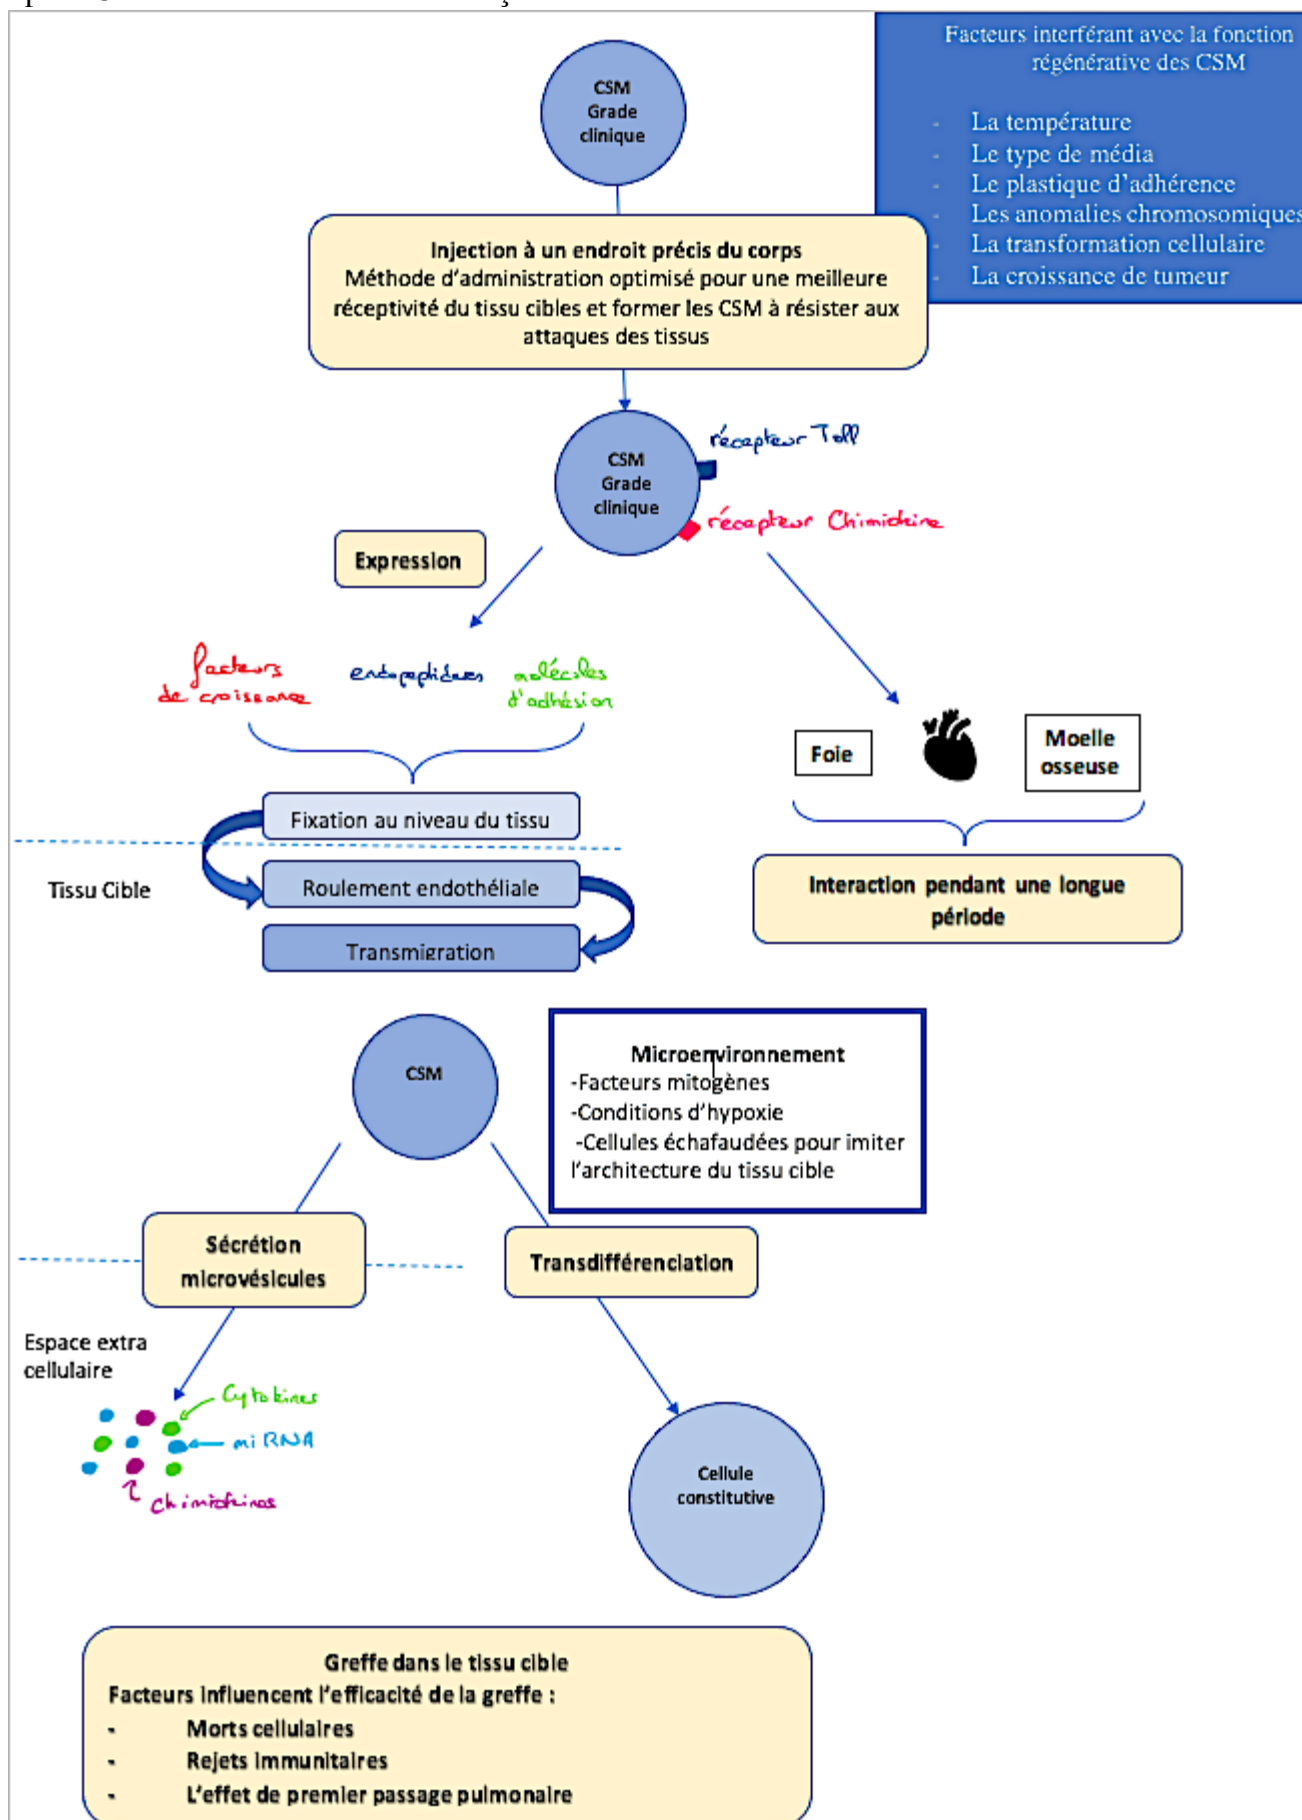 Facteurs interférant avec la fonction
régénérative des CSM
- La température
- Le type de média
- Le plastique d'adhérence
- Les anomalies chromosomiques
- La transformation cellulaire
- La croissance de tumeur
CSM
Grade
clinique
Injection à un endroit précis du corps
Méthode d'administration optimisé pour une meilleure
réceptivité du tissu cibles et former les CSM à résister aux
attaques des tissus
CSM
Grade
clinique
récepteur Toll
récepteur Chimiokine
Expression
facteurs
de croissance
endopeptidases
molécules
d'adhésion
Foie
Moelle
osseuse
Fixation au niveau du tissu
Tissu Cible
Roulement endothéliale
Transmigration
Interaction pendant une longue
période
CSM
Microenvironnement
-Facteurs mitogènes
-Conditions d'hypoxie
-Cellules échafaudées pour imiter
l'architecture du tissu cible
Sécrétion
microvésicules
Transdifférenciation
Espace extra
cellulaire
Cytokines
miRNA
Chimiokines
Cellule
constitutive
Greffe dans le tissu cible
Facteurs influencent l'efficacité de la greffe :
- Morts cellulaires
- Rejets immunitaires
- L'effet de premier passage pulmonaire